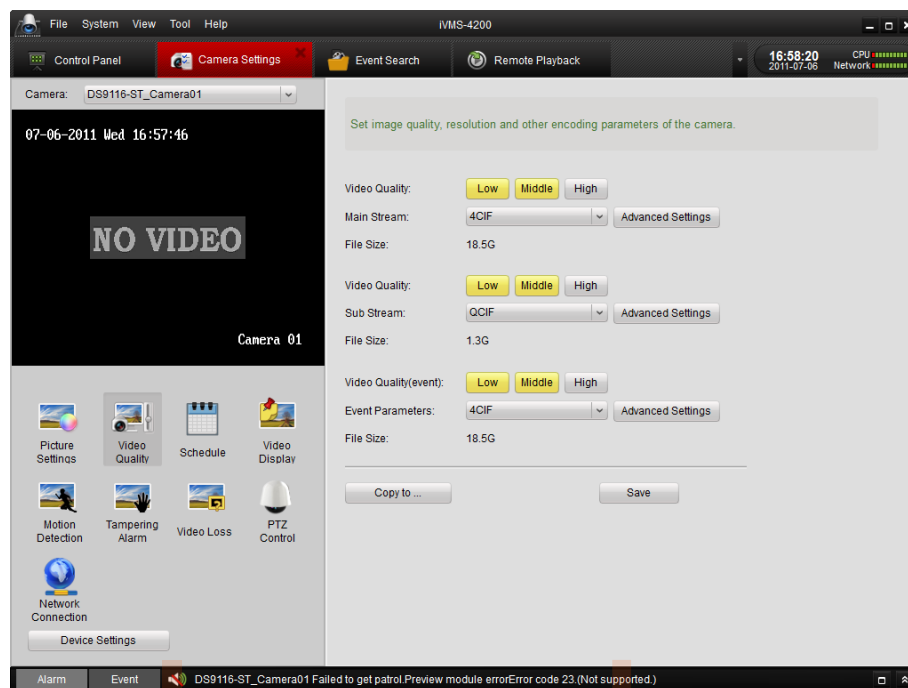 File System View Tool Help
iVMS-4200
Control Panel
Camera Settings
Event Search
Remote Playback
16:58:20
2011-07-06
CPU
Network
Camera:
DS9116-ST_Camera01
07-06-2011 Wed 16:57:46
NO VIDEO
Camera 01
Picture
Settings
Video
Quality
Schedule
Video
Display
Motion
Detection
Tampering
Alarm
Video Loss
PTZ
Control
Network
Connection
Device Settings
Set image quality, resolution and other encoding parameters of the camera.
Video Quality: Low Middle High
Main Stream: 4CIF Advanced Settings
File Size: 18.5G
Video Quality: Low Middle High
Sub Stream: QCIF Advanced Settings
File Size: 1.3G
Video Quality(event): Low Middle High
Event Parameters: 4CIF Advanced Settings
File Size: 18.5G
Copy to ... Save
Alarm Event DS9116-ST_Camera01 Failed to get patrol.Preview module errorError code 23.(Not supported.)